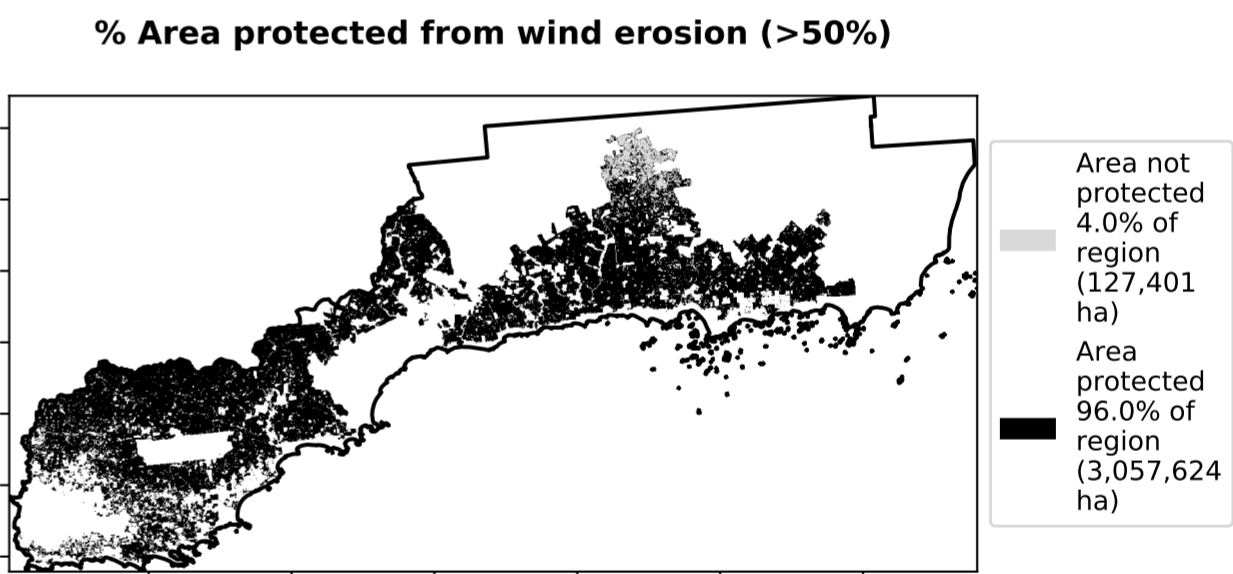 % Area protected from wind erosion (>50%)
Area not
protected
4.0% of
region
(127,401
ha)
Area
protected
96.0% of
region
(3,057,624
ha)